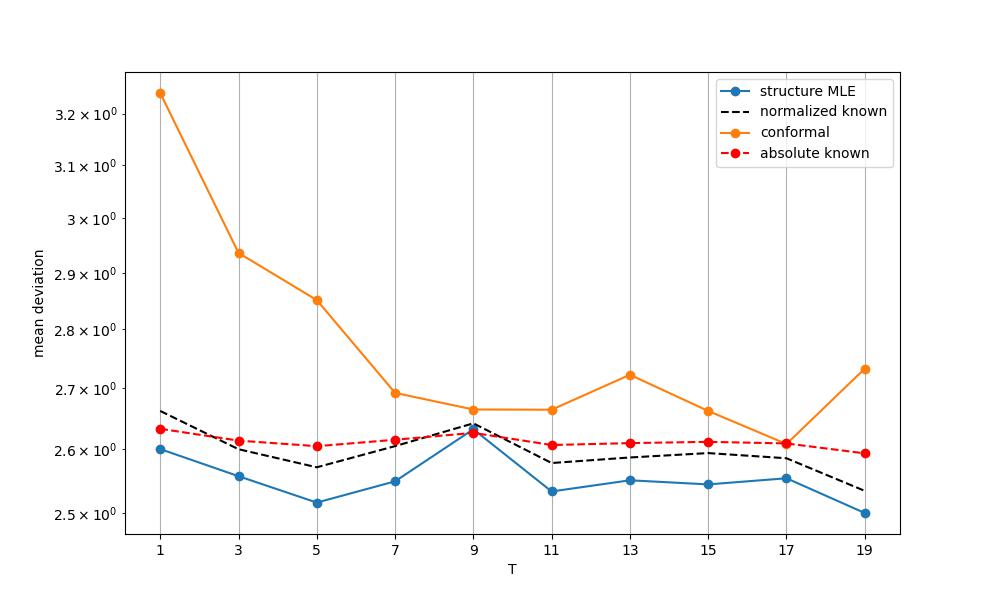 structure MLE
normalized known
conformal
absolute known
3.2 × 10⁰
3.1 × 10⁰
3 × 10⁰
2.9 × 10⁰
2.8 × 10⁰
2.7 × 10⁰
2.6 × 10⁰
2.5 × 10⁰
mean deviation
1 3 5 7 9 11 13 15 17 19
T